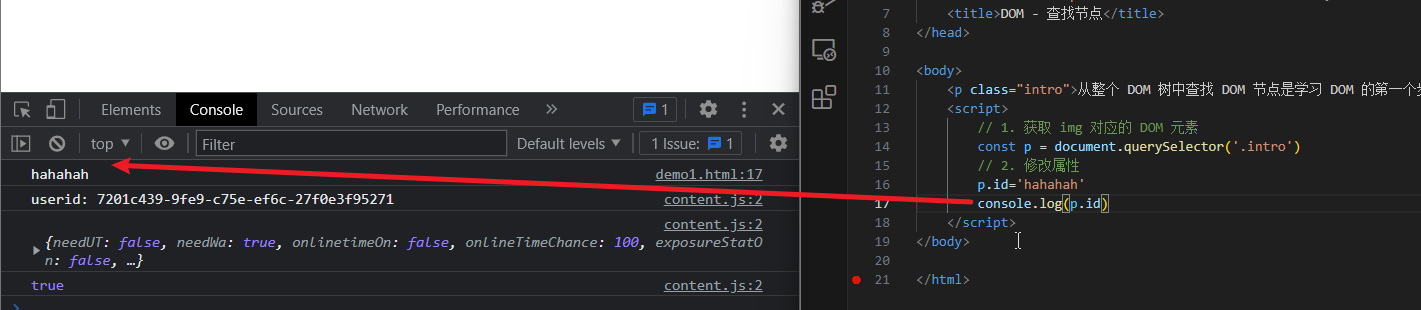 Elements Console Sources Network Performance » 1
top Filter Default levels 1 Issue: 1
hahahah demo1.html:17
userid: 7201c439-9fe9-c75e-ef6c-27f0e3f95271 content.js:2
content.js:2
{needUT: false, needWa: true, onlinetimeOn: false, onlineTimeChance: 100, exposureStatO
n: false, …}
true content.js:2
7 <title>DOM - 查找节点</title>
8 </head>
9
10 <body>
11 <p class="intro">从整个 DOM 树中查找 DOM 节点是学习 DOM 的第一个
12 <script>
13 // 1. 获取 img 对应的 DOM 元素
14 const p = document.querySelector('.intro')
15 // 2. 修改属性
16 p.id='hahahah'
17 console.log(p.id)
18 </script>
19 </body>
20
21 </html>